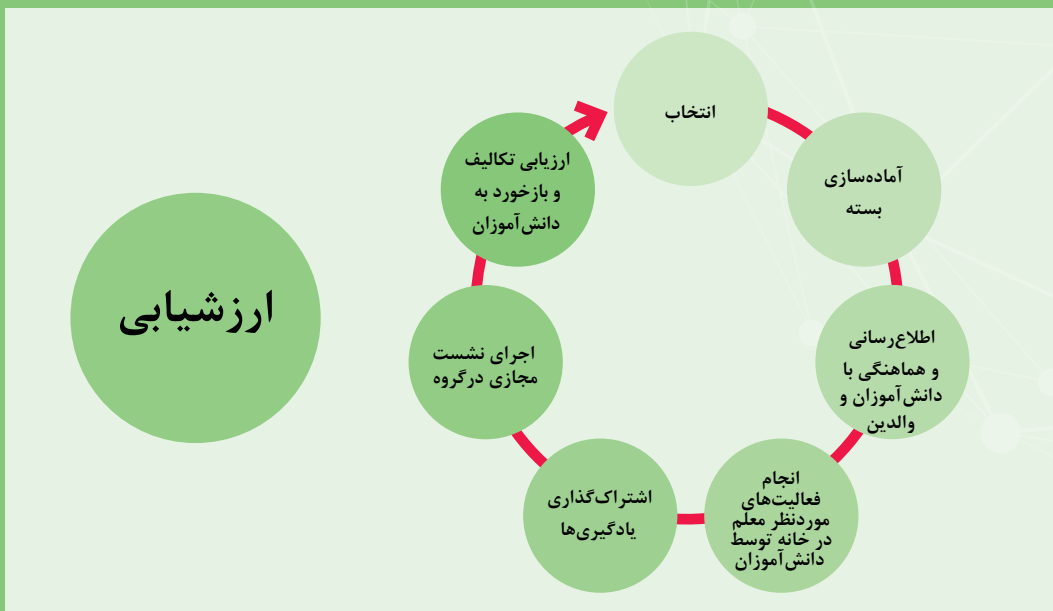 انتخاب
آماده‌سازی
بسته
اطلاع‌رسانی
و هماهنگی با
دانش‌آموزان و
والدین
انجام
فعالیت‌های
موردنظر معلم
در خانه توسط
دانش‌آموزان
اشتراک‌گذاری
یادگیری‌ها
اجرای نشست
مجازی درگروه
ارزیابی تکالیف
و بازخورد به
دانش‌آموزان
ارزشیابی